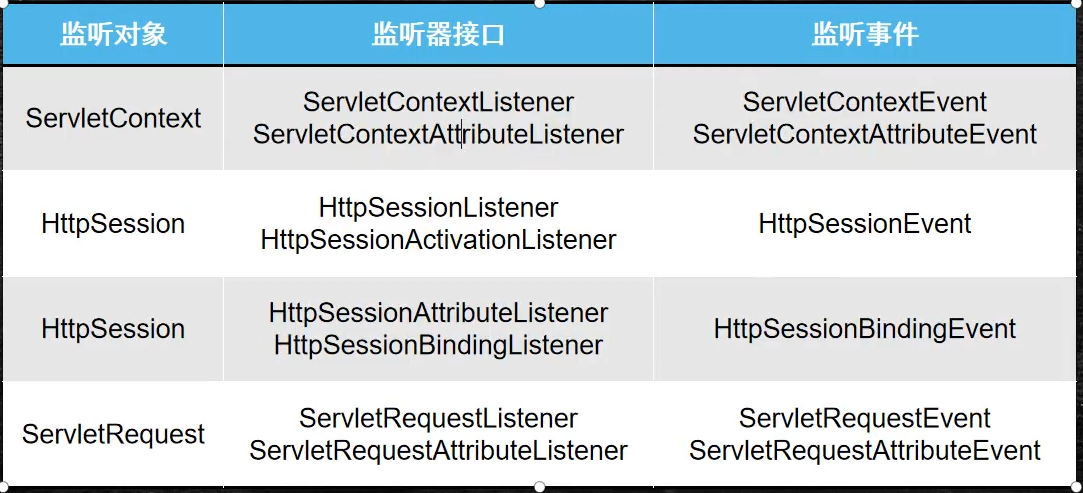 监听对象 监听器接口 监听事件
ServletContext
ServletContextListener
ServletContextAttributeListener
ServletContextEvent
ServletContextAttributeEvent
HttpSession
HttpSessionListener
HttpSessionActivationListener
HttpSessionEvent
HttpSession
HttpSessionAttributeListener
HttpSessionBindingListener
HttpSessionBindingEvent
ServletRequest
ServletRequestListener
ServletRequestAttributeListener
ServletRequestEvent
ServletRequestAttributeEvent